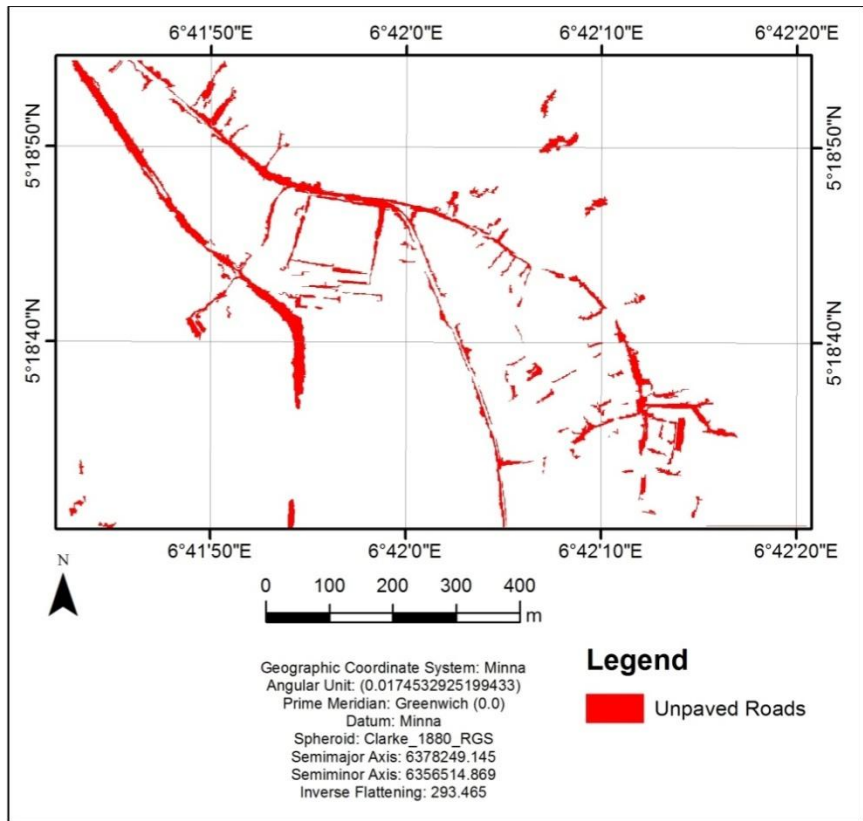 6°41'50"E 6°42'0"E 6°42'10"E 6°42'20"E
5°18'50"N 5°18'50"N
5°18'40"N 5°18'40"N
6°41'50"E 6°42'0"E 6°42'10"E 6°42'20"E
N
0 100 200 300 400
m
Geographic Coordinate System: Minna
Angular Unit: (0.0174532925199433)
Prime Meridian: Greenwich (0.0)
Datum: Minna
Spheroid: Clarke_1880_RGS
Semimajor Axis: 6378249.145
Semiminor Axis: 6356514.869
Inverse Flattening: 293.465
Legend
Unpaved Roads